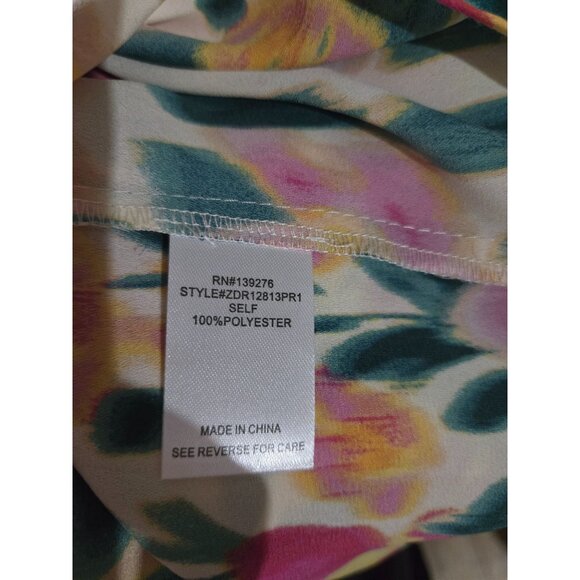 RN#139276
STYLE#ZDR12813PR1
SELF
100%POLYESTER
MADE IN CHINA
SEE REVERSE FOR CARE